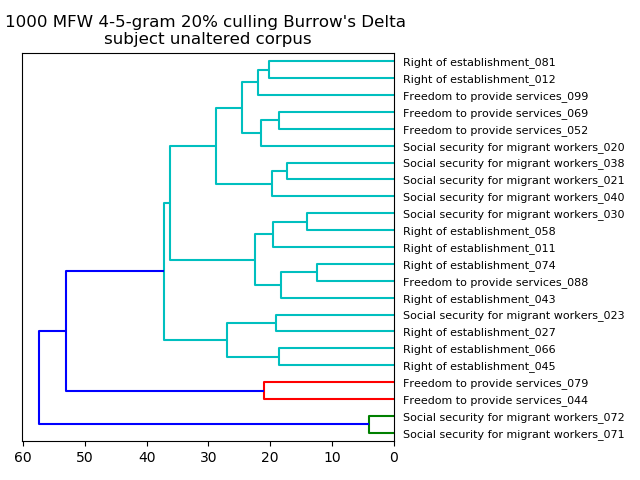 1000 MFW 4-5-gram 20% culling Burrow's Delta
subject unaltered corpus
Right of establishment_081
Right of establishment_012
Freedom to provide services_099
Freedom to provide services_069
Freedom to provide services_052
Social security for migrant workers_020
Social security for migrant workers_038
Social security for migrant workers_021
Social security for migrant workers_040
Social security for migrant workers_030
Right of establishment_058
Right of establishment_011
Right of establishment_074
Freedom to provide services_088
Right of establishment_043
Social security for migrant workers_023
Right of establishment_027
Right of establishment_066
Right of establishment_045
Freedom to provide services_079
Freedom to provide services_044
Social security for migrant workers_072
Social security for migrant workers_071
60 50 40 30 20 10 0